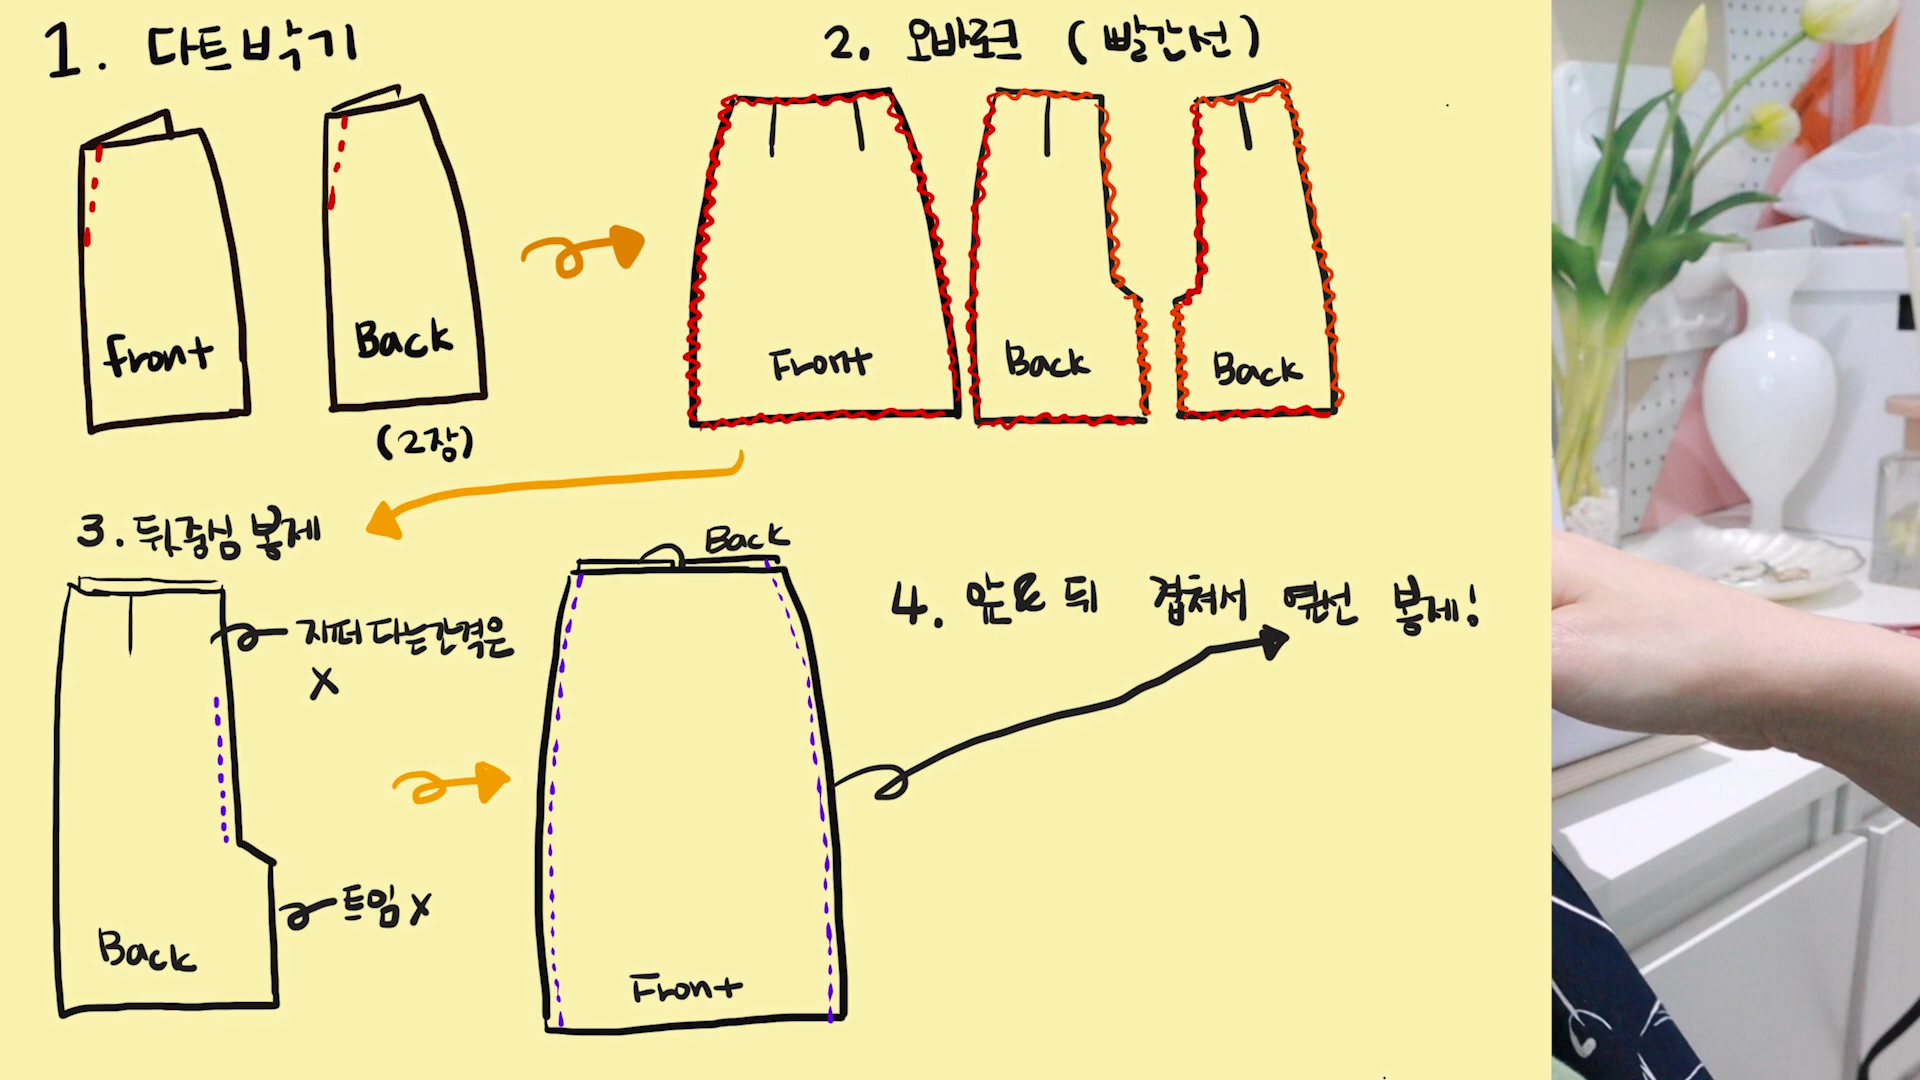 1. 다트박기
front
Back
(2장)
2. 오바로크 (빨간선)
Front
Back
Back
3. 뒤중심 봉제
지퍼 다는간격은
X
트임 X
Back
Back
Front
4. 앞 & 뒤 겹쳐서 옆선 봉제!